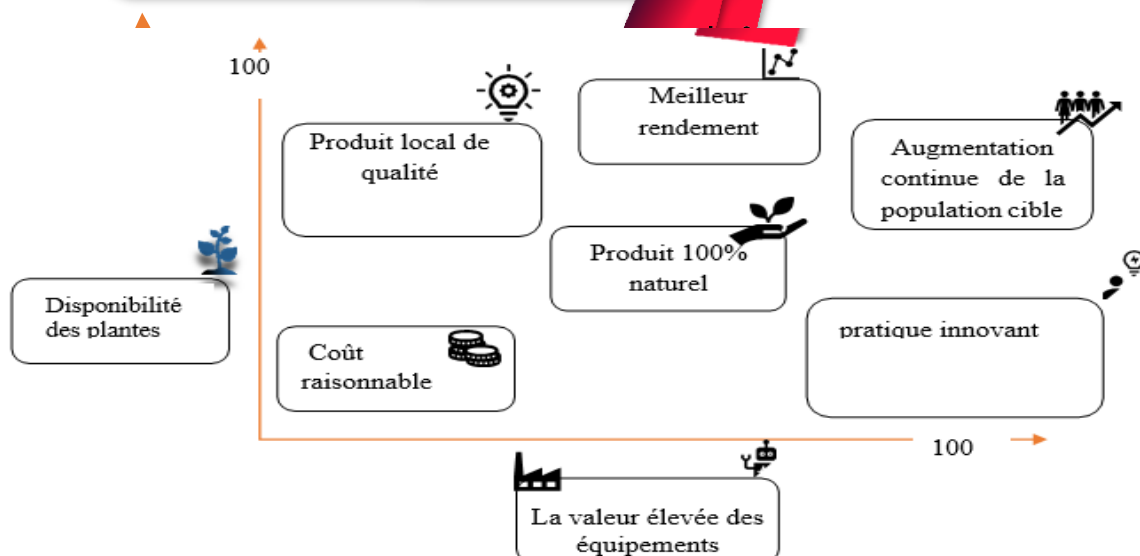 100
Meilleur
rendement
Produit local de
qualité
Augmentation
continue de la
population cible
Produit 100%
naturel
Disponibilité
des plantes
pratique innovant
Coût
raisonnable
100
La valeur élevée des
équipements